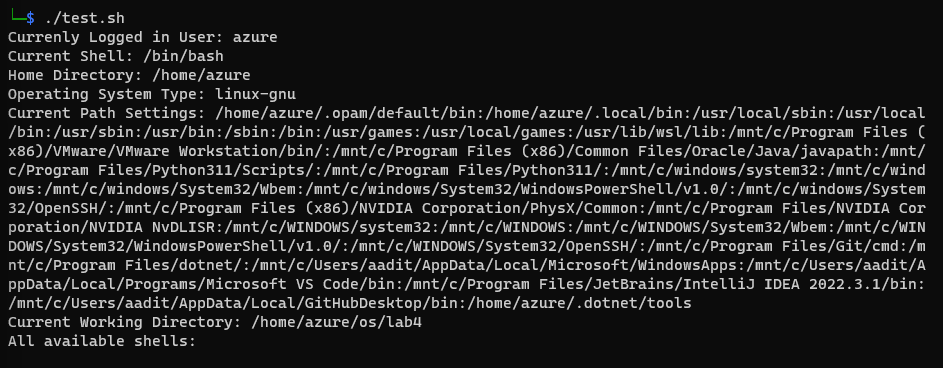 └─$ ./test.sh
Currenly Logged in User: azure
Current Shell: /bin/bash
Home Directory: /home/azure
Operating System Type: linux-gnu
Current Path Settings: /home/azure/.opam/default/bin:/home/azure/.local/bin:/usr/local/sbin:/usr/local
/bin:/usr/sbin:/usr/bin:/sbin:/bin:/usr/games:/usr/local/games:/usr/lib/wsl/lib:/mnt/c/Program Files (
x86)/VMware/VMware Workstation/bin/:/mnt/c/Program Files (x86)/Common Files/Oracle/Java/javapath:/mnt/
c/Program Files/Python311/Scripts/:/mnt/c/Program Files/Python311/:/mnt/c/windows/system32:/mnt/c/wind
ows:/mnt/c/windows/System32/Wbem:/mnt/c/windows/System32/WindowsPowerShell/v1.0/:/mnt/c/windows/System
32/OpenSSH/:/mnt/c/Program Files (x86)/NVIDIA Corporation/PhysX/Common:/mnt/c/Program Files/NVIDIA Cor
poration/NVIDIA NvDLISR:/mnt/c/WINDOWS/system32:/mnt/c/WINDOWS:/mnt/c/WINDOWS/System32/Wbem:/mnt/c/WIN
DOWS/System32/WindowsPowerShell/v1.0/:/mnt/c/WINDOWS/System32/OpenSSH/:/mnt/c/Program Files/Git/cmd:/m
nt/c/Program Files/dotnet/:/mnt/c/Users/aadit/AppData/Local/Microsoft/WindowsApps:/mnt/c/Users/aadit/A
ppData/Local/Programs/Microsoft VS Code/bin:/mnt/c/Program Files/JetBrains/IntelliJ IDEA 2022.3.1/bin:
/mnt/c/Users/aadit/AppData/Local/GitHubDesktop/bin:/home/azure/.dotnet/tools
Current Working Directory: /home/azure/os/lab4
All available shells: